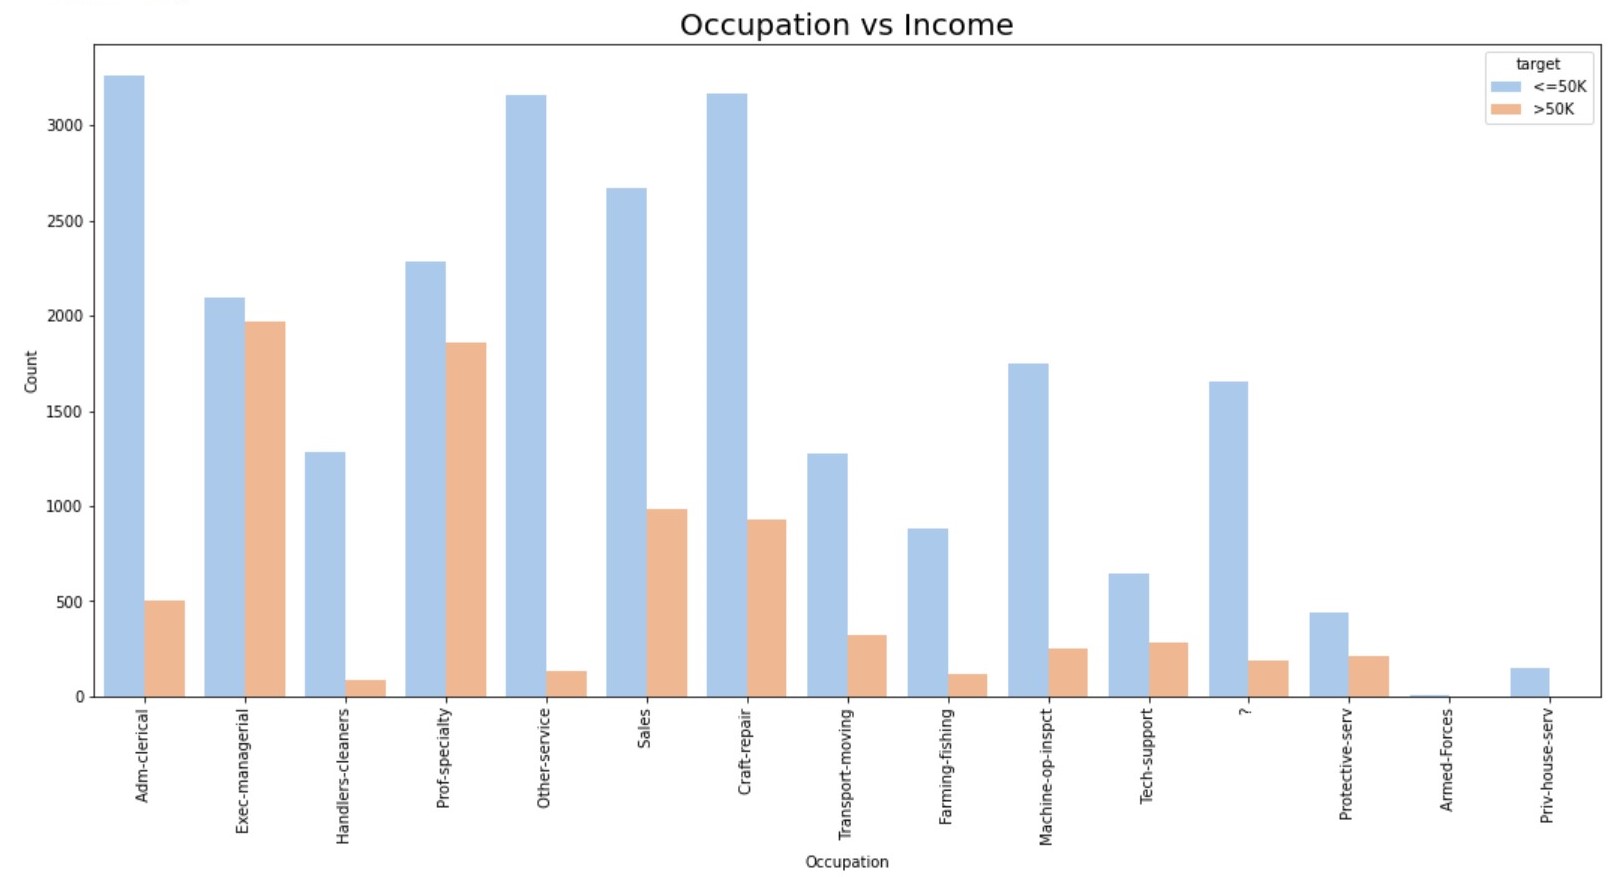 Occupation vs Income
target
<=50K
>50K
Count
3000
2500
2000
1500
1000
500
0
Adm-clerical
Exec-managerial
Handlers-cleaners
Prof-specialty
Other-service
Sales
Craft-repair
Transport-moving
Farming-fishing
Machine-op-inspct
Tech-support
?
Protective-serv
Armed-Forces
Priv-house-serv
Occupation